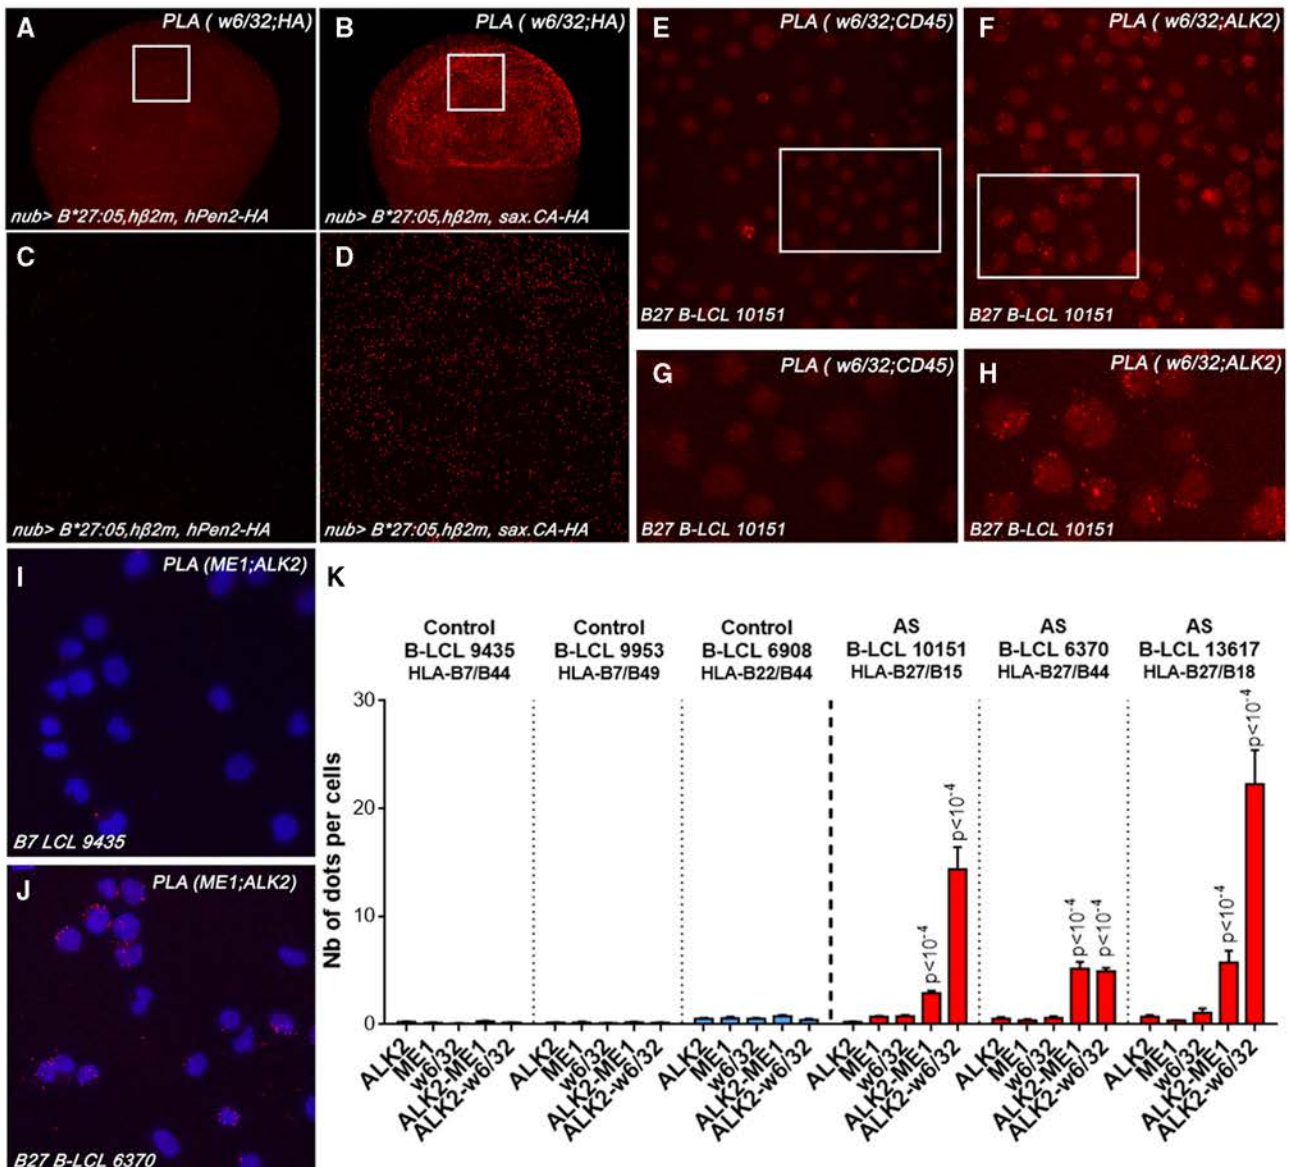 A
PLA ( w6/32;HA)
nub> B*27:05,hβ2m, hPen2-HA
B
PLA ( w6/32;HA)
nub> B*27:05,hβ2m, sax.CA-HA
C
nub> B*27:05,hβ2m, hPen2-HA
D
nub> B*27:05,hβ2m, sax.CA-HA
E
PLA ( w6/32;CD45)
B27 B-LCL 10151
F
PLA ( w6/32;ALK2)
B27 B-LCL 10151
G
PLA ( w6/32;CD45)
B27 B-LCL 10151
H
PLA ( w6/32;ALK2)
B27 B-LCL 10151
I
PLA (ME1;ALK2)
B7 LCL 9435
J
PLA (ME1;ALK2)
B27 B-LCL 6370
K
Control
B-LCL 9435
HLA-B7/B44
Control
B-LCL 9953
HLA-B7/B49
Control
B-LCL 6908
HLA-B22/B44
AS
B-LCL 10151
HLA-B27/B15
AS
B-LCL 6370
HLA-B27/B44
AS
B-LCL 13617
HLA-B27/B18
Nb of dots per cells
30
20
10
0
p<10⁻⁴
p<10⁻⁴
p<10⁻⁴
p<10⁻⁴
p<10⁻⁴
p<10⁻⁴
ALK2
ME1
w6/32
ALK2-ME1
ALK2-w6/32
ALK2
ME1
w6/32
ALK2-ME1
ALK2-w6/32
ALK2
ME1
w6/32
ALK2-ME1
ALK2-w6/32
ALK2
ME1
w6/32
ALK2-ME1
ALK2-w6/32
ALK2
ME1
w6/32
ALK2-ME1
ALK2-w6/32
ALK2
ME1
w6/32
ALK2-ME1
ALK2-w6/32